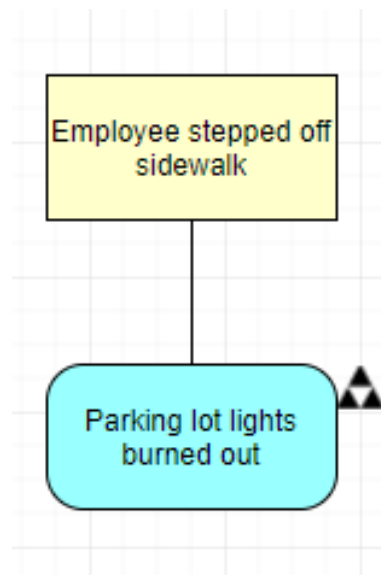 Employee stepped off
sidewalk
Parking lot lights
burned out